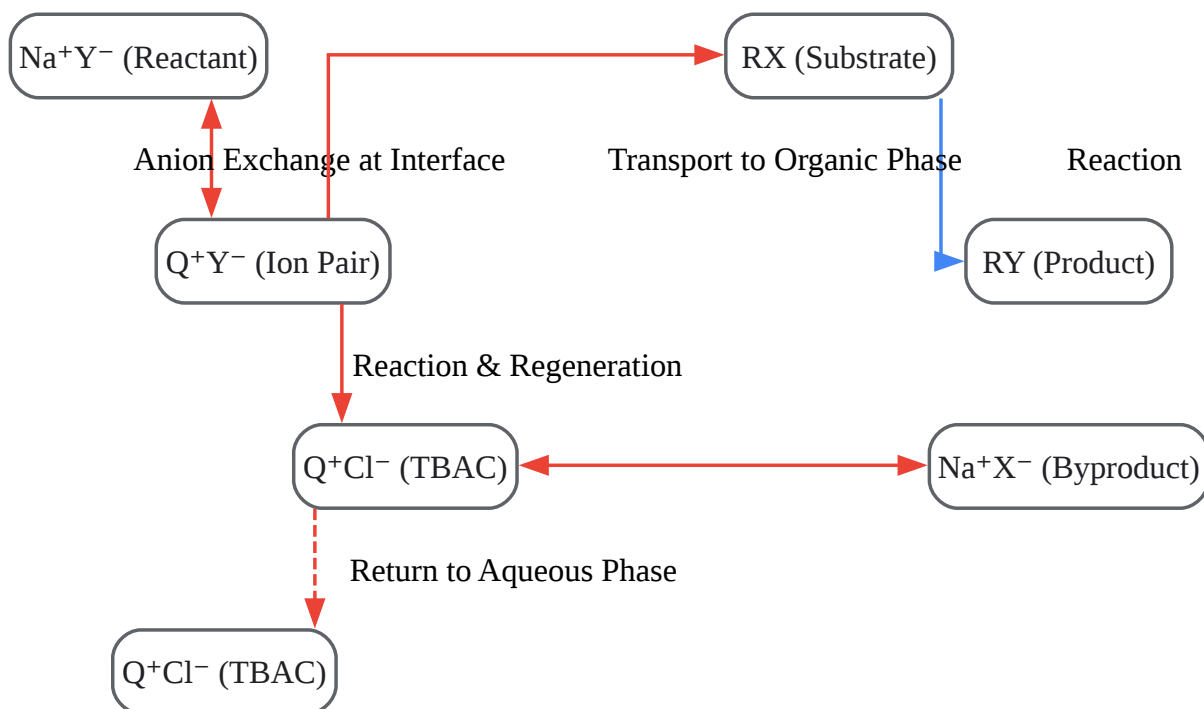 Na⁺Y⁻ (Reactant)
RX (Substrate)
Anion Exchange at Interface
Transport to Organic Phase
Reaction
Q⁺Y⁻ (Ion Pair)
RY (Product)
Reaction & Regeneration
Q⁺Cl⁻ (TBAC)
Na⁺X⁻ (Byproduct)
Return to Aqueous Phase
Q⁺Cl⁻ (TBAC)